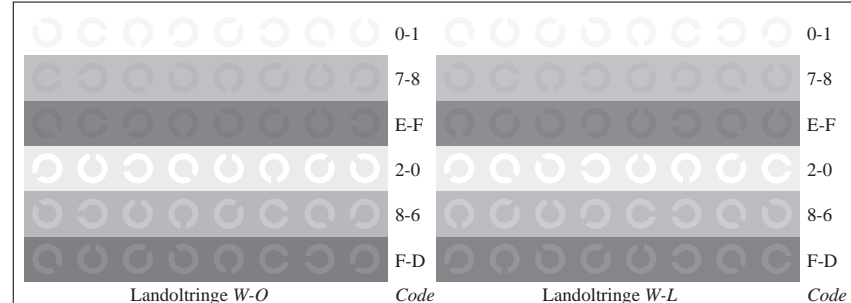 0-1 0-1
7-8 7-8
E-F E-F
2-0 2-0
8-6 8-6
F-D F-D
Landoltringe W-O Code Landoltringe W-L Code